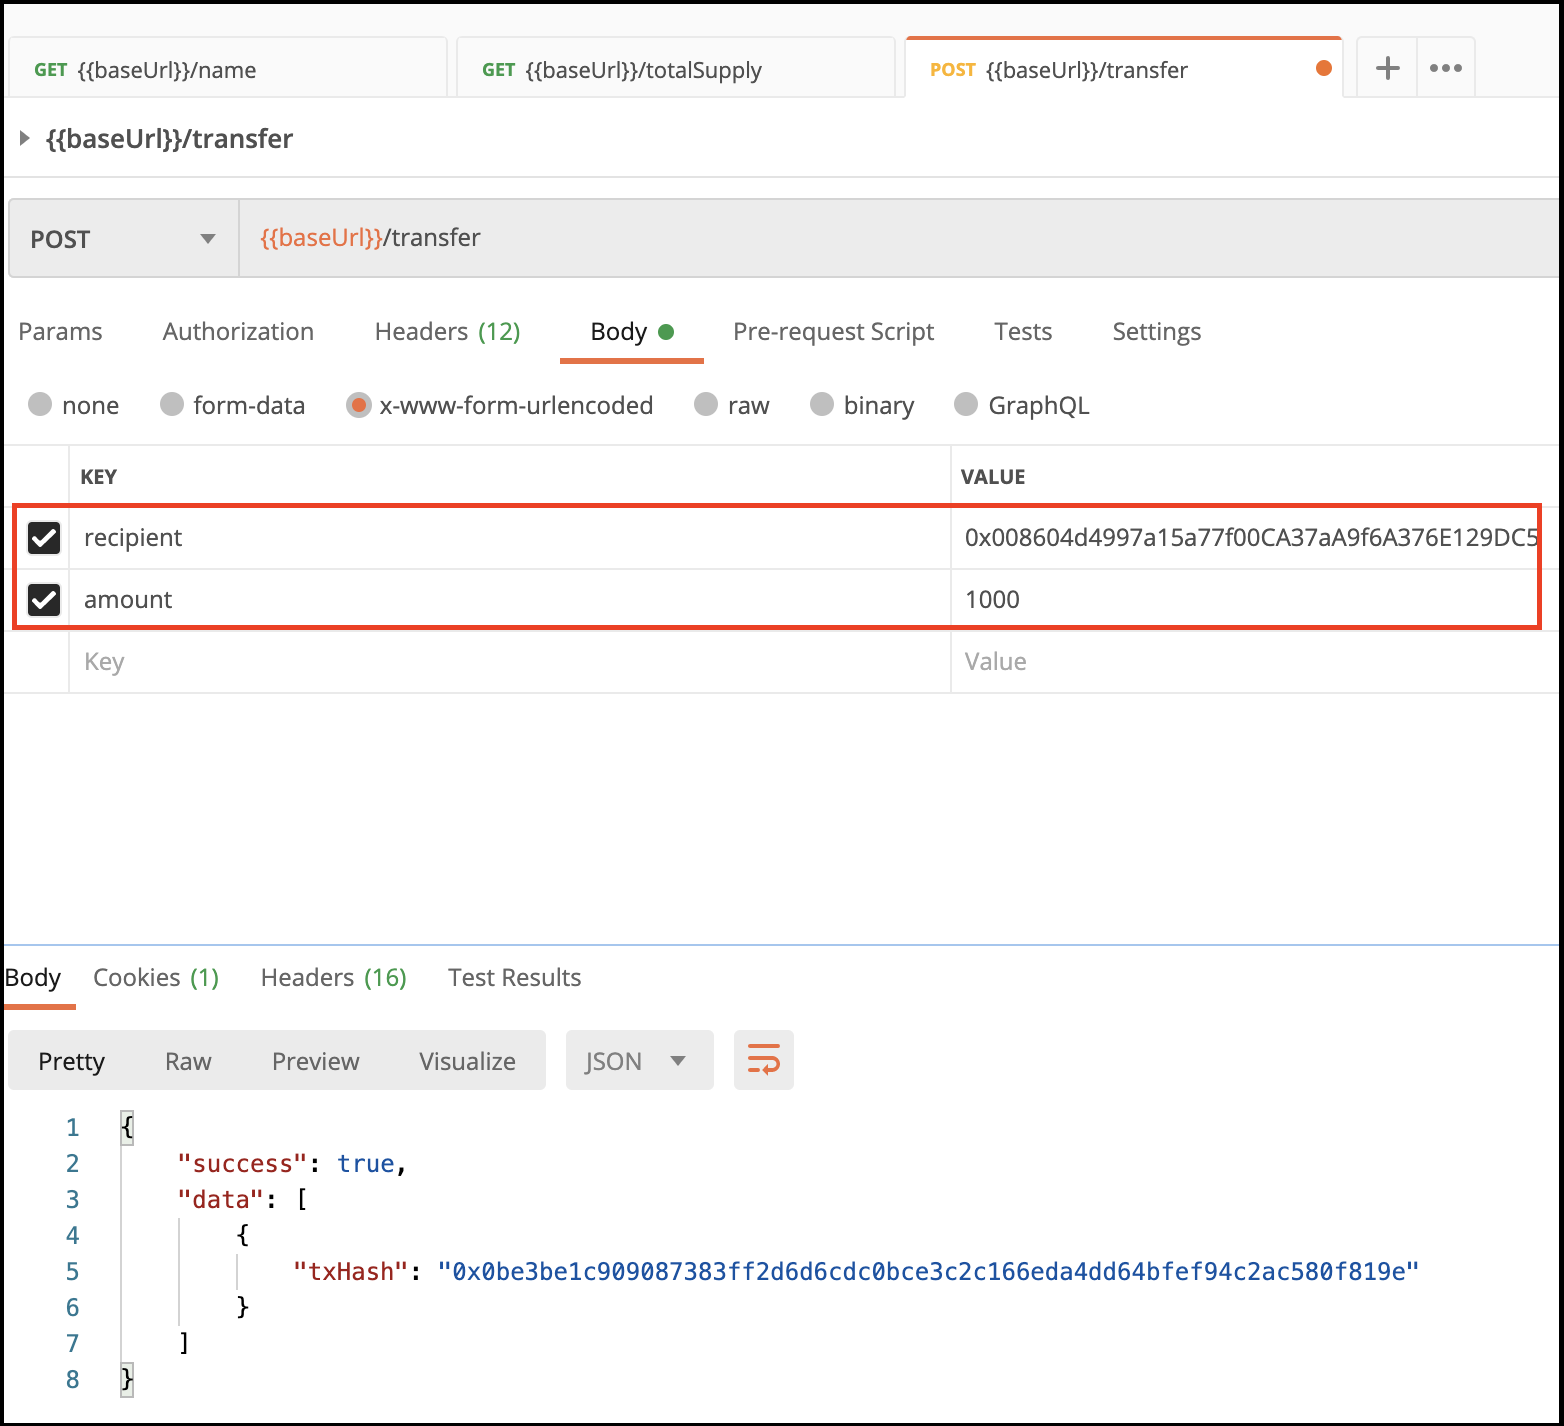 GET {{baseUrl}}/name GET {{baseUrl}}/totalSupply POST {{baseUrl}}/transfer
{{baseUrl}}/transfer
POST {{baseUrl}}/transfer
Params Authorization Headers (12) Body Pre-request Script Tests Settings
none form-data x-www-form-urlencoded raw binary GraphQL
KEY VALUE
recipient 0x008604d4997a15a77f00CA37aA9f6A376E129DC5
amount 1000
Key Value
Body Cookies (1) Headers (16) Test Results
Pretty Raw Preview Visualize JSON
1 {
2 "success": true,
3 "data": [
4 {
5 "txHash": "0x0be3be1c909087383ff2d6d6cdc0bce3c2c166eda4dd64bfef94c2ac580f819e"
6 }
7 ]
8 }